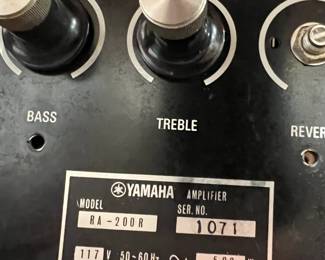 BASS TREBLE REVER
YAMAHA AMPLIFIER
MODEL SER. NO.
RA-200R 1071
117 V 50-60Hz